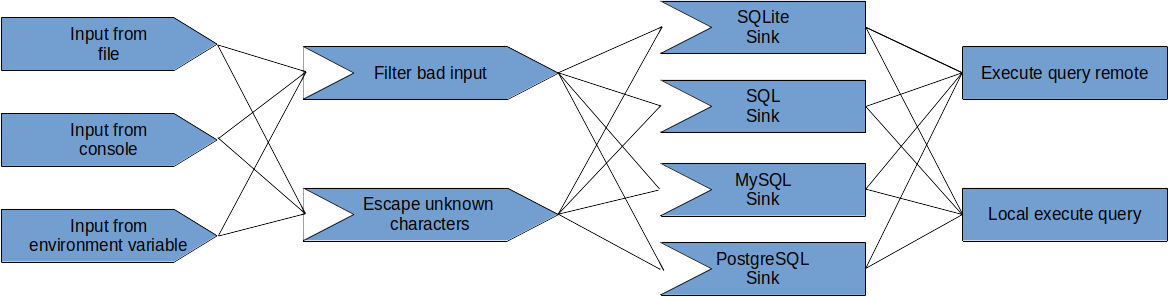 Input from
file
Input from
console
Input from
environment variable
Filter bad input
Escape unknown
characters
SQLite
Sink
SQL
Sink
MySQL
Sink
PostgreSQL
Sink
Execute query remote
Local execute query